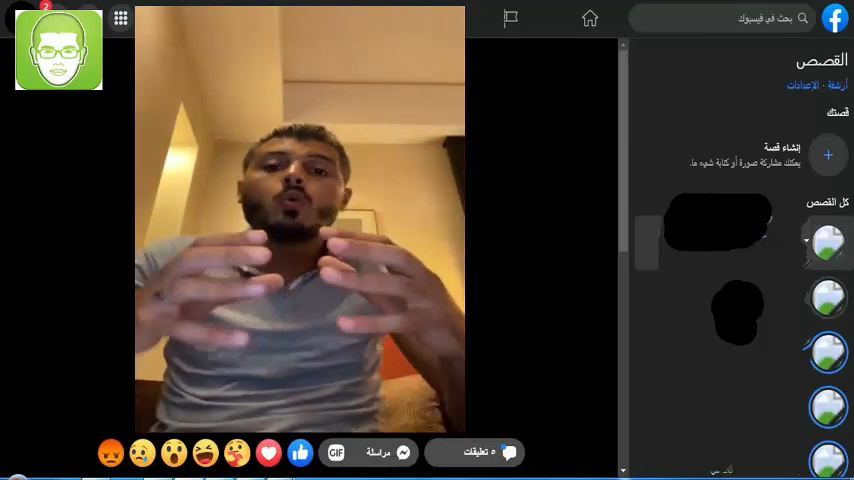 2
بحث في فيسبوك
القصص
أرشفة · الإعدادات
قصتك
إنشاء قصة
يمكنك مشاركة صورة أو كتابة شيء ما.
كل القصص
GIF
مراسلة
٥ تعليقات